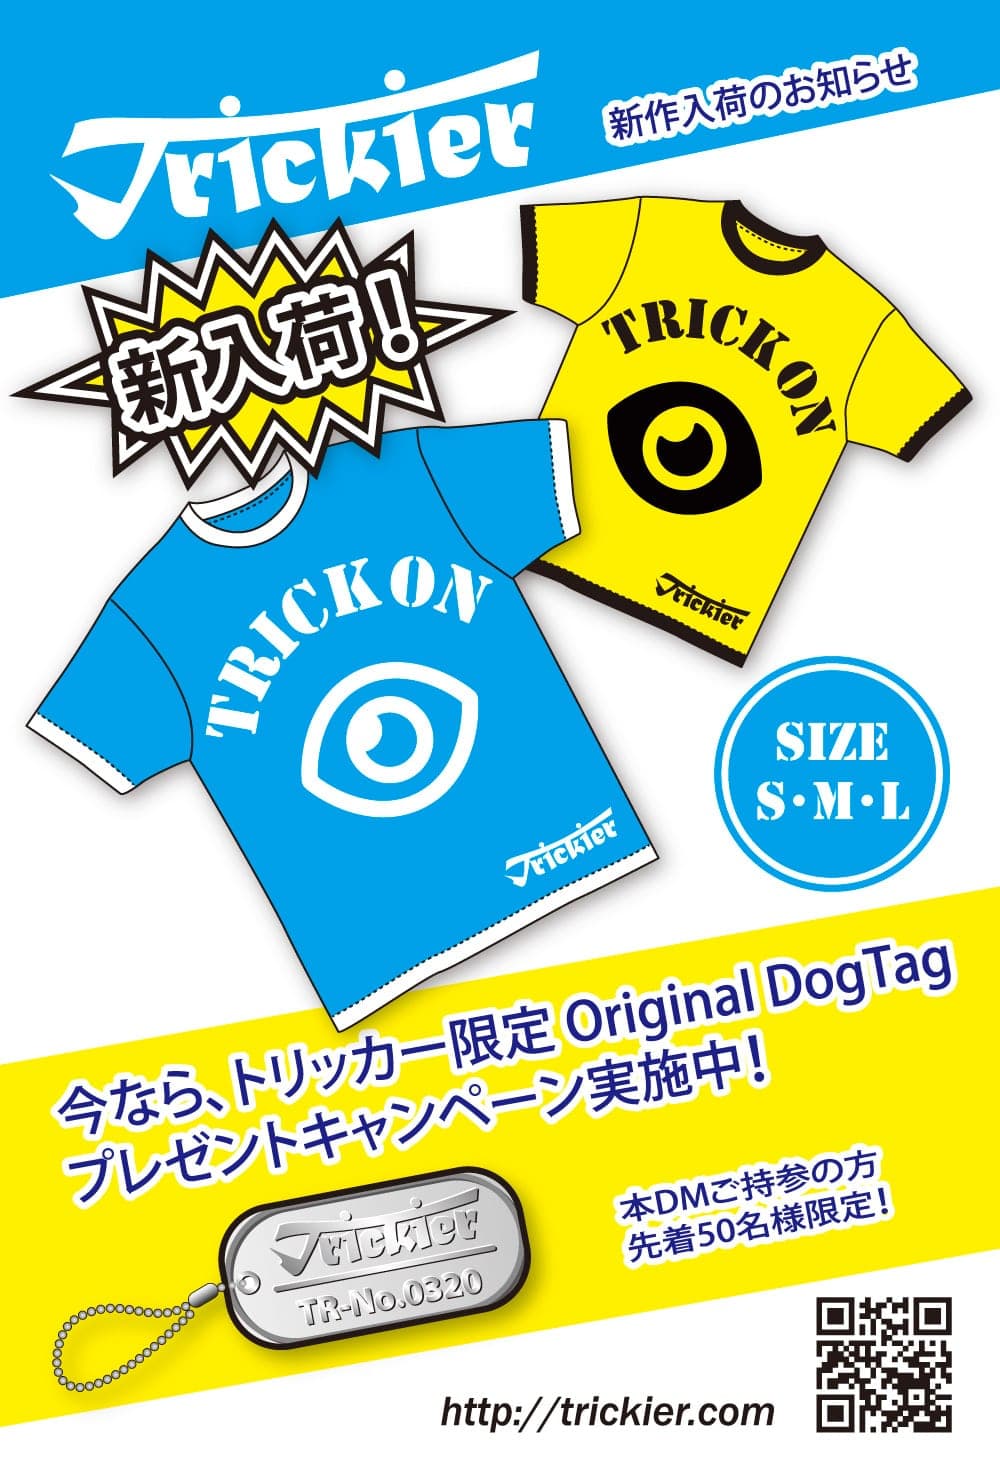 Trickier
新作入荷のお知らせ
新入荷!
TRICK ON
Trickier
TRICK ON
Trickier
SIZE
S・M・L
今なら、トリッカー限定 Original DogTag
プレゼントキャンペーン実施中!
本DMご持参の方
先着50名様限定!
Trickier
TR-No.0320
http://trickier.com